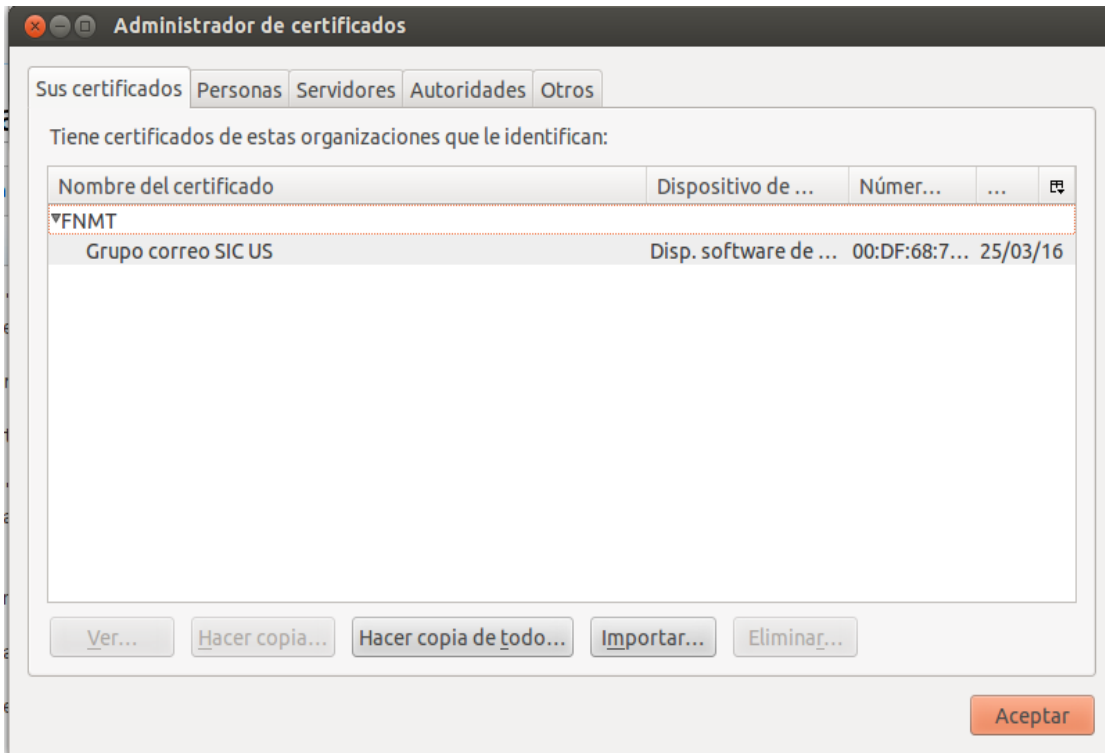 Administrador de certificados
Sus certificados Personas Servidores Autoridades Otros
Tiene certificados de estas organizaciones que le identifican:
Nombre del certificado Dispositivo de ... Númer... ...
FNMT
Grupo correo SIC US Disp. software de ... 00:DF:68:7... 25/03/16
Ver... Hacer copia... Hacer copia de todo... Importar... Eliminar...
Aceptar